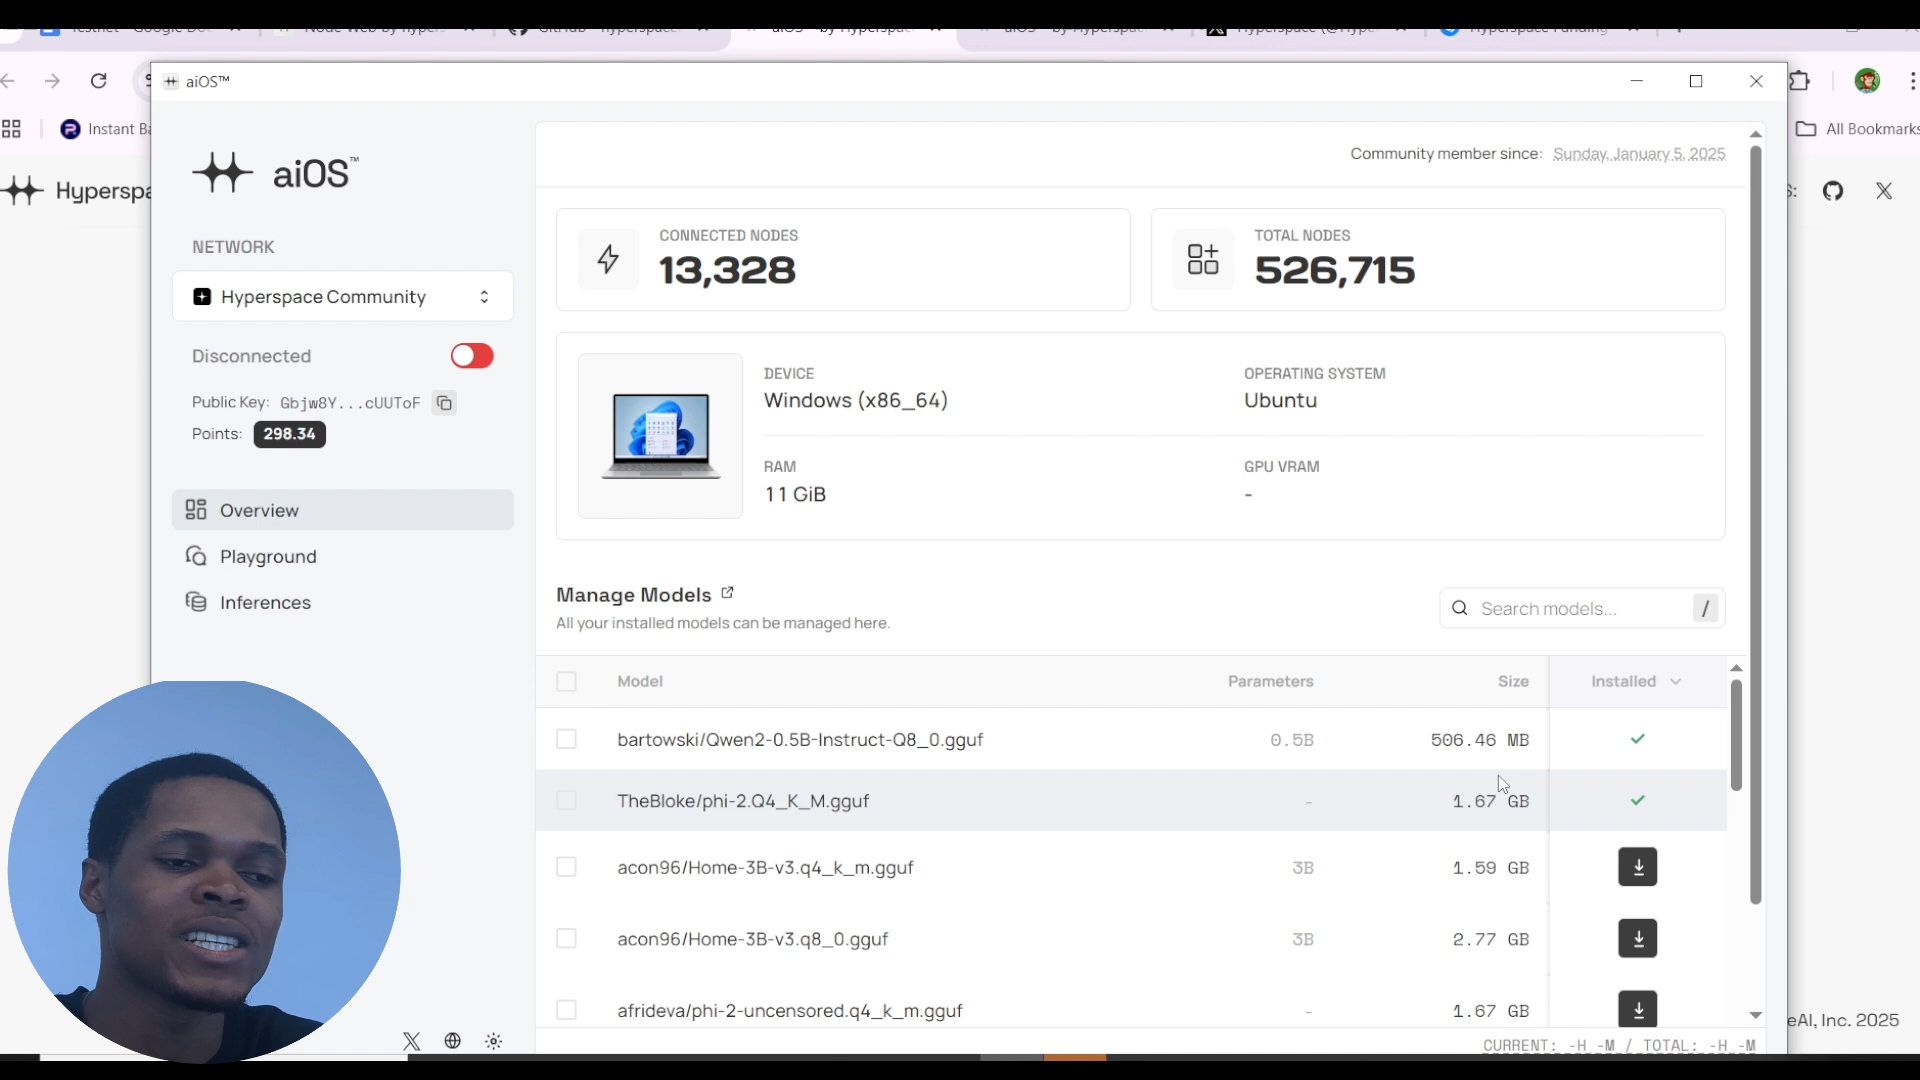 aiOS™
Instant Ba
All Bookmarks
Hyperspa
aiOS™
Community member since: Sunday, January 5, 2025
NETWORK
Hyperspace Community
Disconnected
Public Key: Gbjw8Y...cUUToF
Points: 298.34
Overview
Playground
Inferences
CONNECTED NODES
13,328
TOTAL NODES
526,715
DEVICE
Windows (x86_64)
OPERATING SYSTEM
Ubuntu
RAM
11 GiB
GPU VRAM
-
Manage Models
All your installed models can be managed here.
Search models... /
Model Parameters Size Installed
bartowski/Qwen2-0.5B-Instruct-Q8_0.gguf 0.5B 506.46 MB
TheBloke/phi-2.Q4_K_M.gguf - 1.67 GB
acon96/Home-3B-v3.q4_k_m.gguf 3B 1.59 GB
acon96/Home-3B-v3.q8_0.gguf 3B 2.77 GB
afrideva/phi-2-uncensored.q4_k_m.gguf - 1.67 GB
CURRENT: -H -M / TOTAL: -H -M
eAI, Inc. 2025